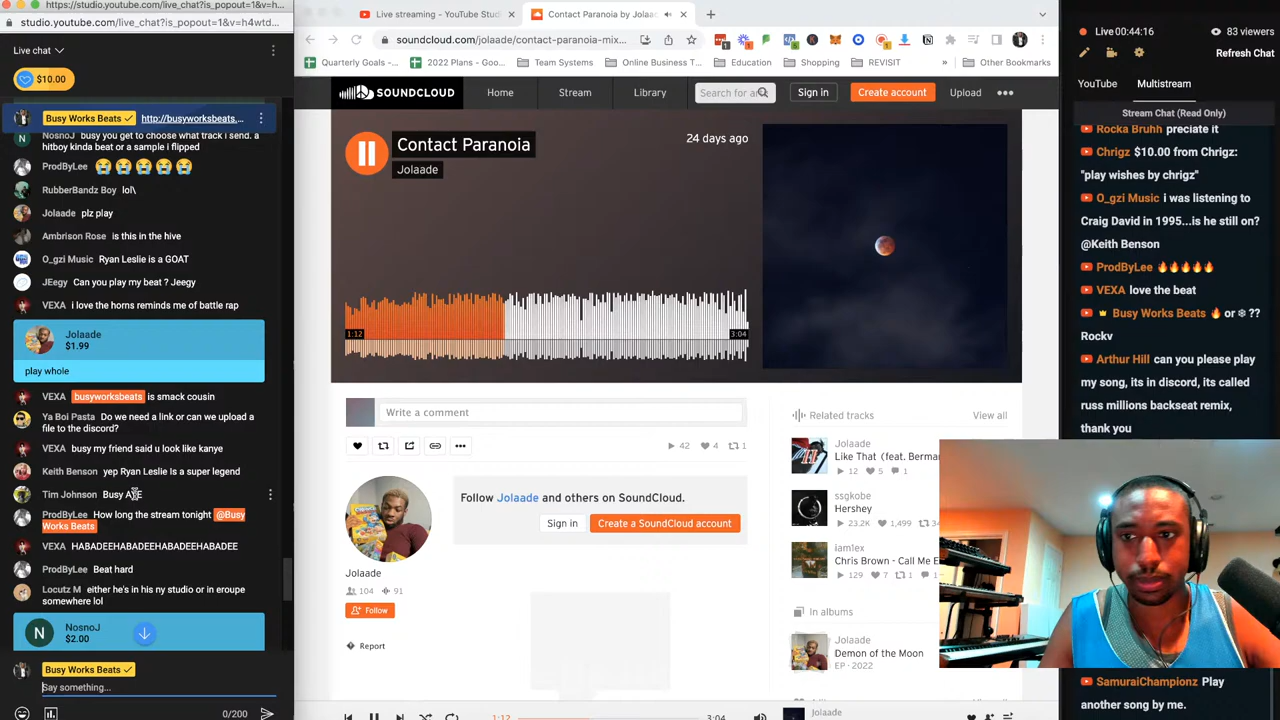 https://studio.youtube.com/live_chat?is_popout=1&v=h...
studio.youtube.com/live_chat?is_popout=1&v=h4wtd...
Live chat
$10.00
Busy Works Beats ✓ http://busyworksbeats....
NosnoJ busy you get to choose what track i send. a
hitboy kinda beat or a sample i flipped
ProdByLee 😭😭😭😭😭
RubberBandz Boy lol\
Jolaade plz play
Ambrison Rose is this in the hive
O_gzi Music Ryan Leslie is a GOAT
JEegy Can you play my beat ? Jeegy
VEXA i love the horns reminds me of battle rap
Jolaade
$1.99
play whole
VEXA busyworksbeats is smack cousin
Ya Boi Pasta Do we need a link or can we upload a
file to the discord?
VEXA busy my friend said u look like kanye
Keith Benson yep Ryan Leslie is a super legend
Tim Johnson Busy
ProdByLee How long the stream tonight @Busy
Works Beats
VEXA HABADEEHABADEEHABADEEHABADEE
ProdByLee Beat hard
Locutz M either he's in his ny studio or in eroupe
somewhere lol
N
NosnoJ
$2.00
Busy Works Beats ✓
Say something...
0/200
Live streaming - YouTube Stud
Contact Paranoia by Jolaad
soundcloud.com/jolaade/contact-paranoia-mix...
Quarterly Goals -...
2022 Plans - Goo...
Team Systems
Online Business T...
Education
Shopping
REVISIT
»
Other Bookmarks
SOUNDCLOUD
Home
Stream
Library
Search for ar
Sign in
Create account
Upload
Contact Paranoia
24 days ago
Jolaade
1:12
3:04
Write a comment
42
4
1
Jolaade
104
91
Follow
Report
Follow Jolaade and others on SoundCloud.
Sign in
Create a SoundCloud account
Related tracks
View all
Jolaade
Like That (feat. Berma
12
5
1
ssgkobe
Hershey
23.2K
1,499
34
iamlex
Chris Brown - Call Me E
129
7
1
In albums
Jolaade
Demon of the Moon
EP · 2022
1:12
3:04
Jolaade
Live 00:44:16
83 viewers
Refresh Chat
YouTube
Multistream
Stream Chat (Read Only)
Rocka Bruhh preciate it
Chrigz $10.00 from Chrigz:
"play wishes by chrigz"
O_gzi Music i was listening to
Craig David in 1995...is he still on?
@Keith Benson
ProdByLee 🔥🔥🔥🔥🔥
VEXA love the beat
Busy Works Beats 🔥 or ❄ ??
Rockv
Arthur Hill can you please play
my song, its in discord, its called
russ millions backseat remix,
thank you
SamuraiChampionz Play
another song by me.